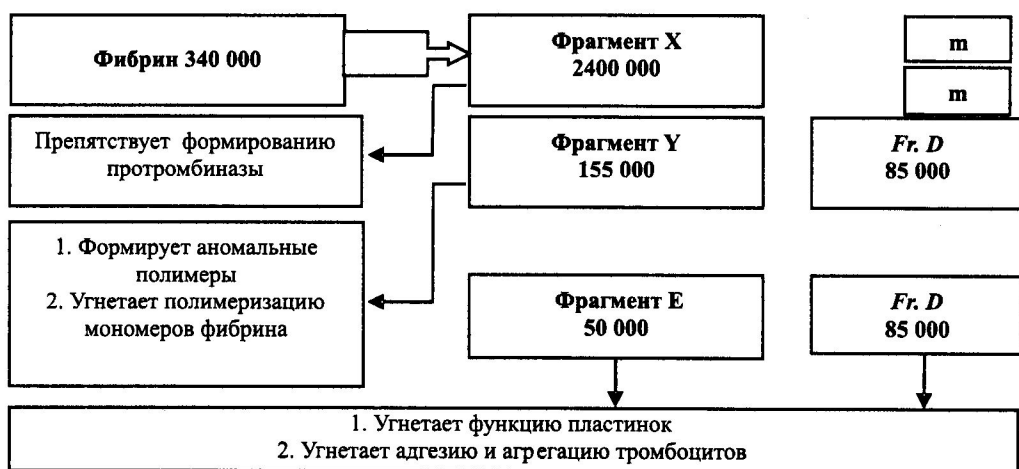 Фибрин 340 000
Фрагмент X
2400 000
m
m
Препятствует формированию
протромбиназы
Фрагмент Y
155 000
Fr. D
85 000
1. Формирует аномальные
полимеры
2. Угнетает полимеризацию
мономеров фибрина
Фрагмент E
50 000
Fr. D
85 000
1. Угнетает функцию пластинок
2. Угнетает адгезию и агрегацию тромбоцитов